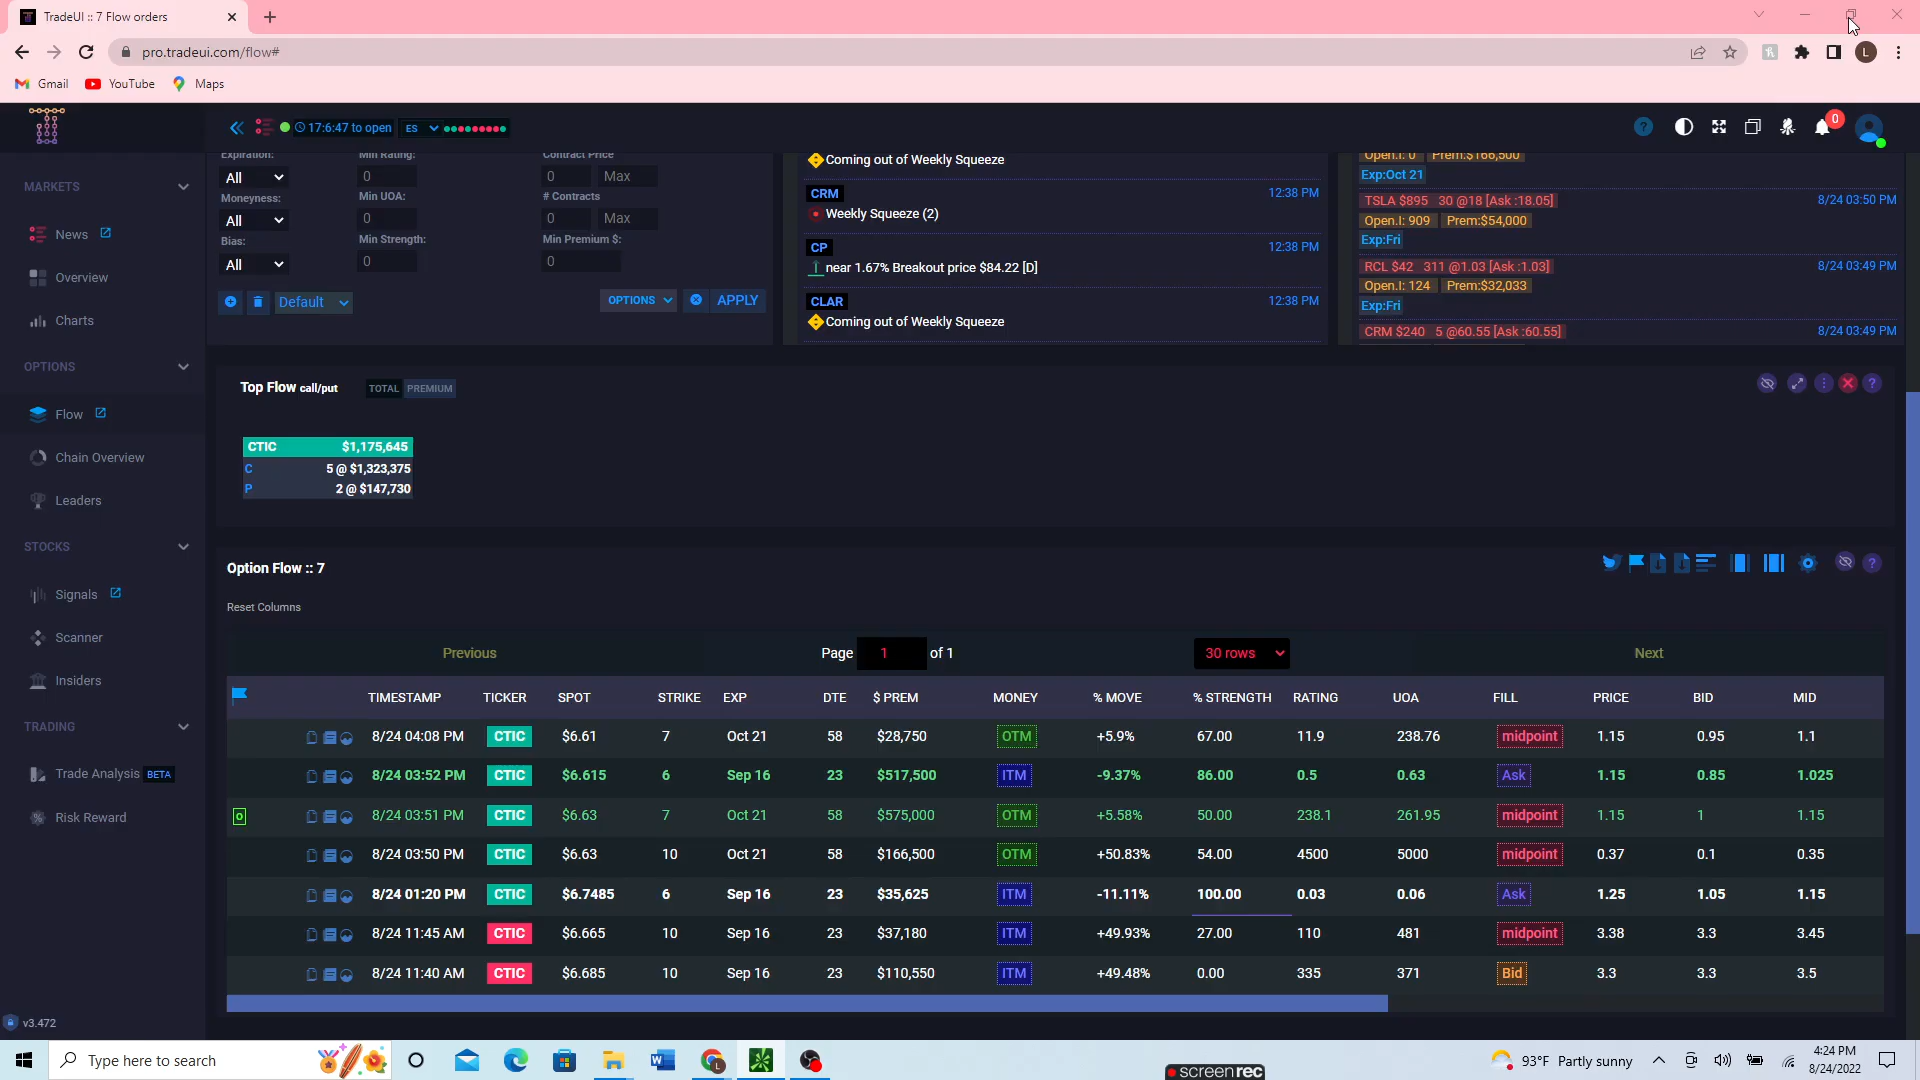 TradeUI :: 7 Flow orders
pro.tradeui.com/flow#
L
Gmail YouTube Maps
17:6:47 to open ES
? 0
MARKETS
News
Overview
Charts
OPTIONS
Flow
Chain Overview
Leaders
STOCKS
Signals
Scanner
Insiders
TRADING
Trade Analysis BETA
Risk Reward
v3.472
Expiration: Min Rating: Contract Price
All 0 0 Max
Moneyness: Min UOA: # Contracts
All 0 0 Max
Bias: Min Strength: Min Premium $:
All 0 0
Default OPTIONS APPLY
Coming out of Weekly Squeeze
CRM 12:38 PM
Weekly Squeeze (2)
CP 12:38 PM
near 1.67% Breakout price $84.22 [D]
CLAR 12:38 PM
Coming out of Weekly Squeeze
Open.I: 0 Prem:$166,500
Exp:Oct 21
TSLA $895 30 @18 [Ask :18.05] 8/24 03:50 PM
Open.I: 909 Prem:$54,000
Exp:Fri
RCL $42 311 @1.03 [Ask :1.03] 8/24 03:49 PM
Open.I: 124 Prem:$32,033
Exp:Fri
CRM $240 5 @60.55 [Ask :60.55] 8/24 03:49 PM
Top Flow call/put TOTAL PREMIUM
?
CTIC $1,175,645
C 5 @ $1,323,375
P 2 @ $147,730
Option Flow :: 7
?
Reset Columns
Previous Page 1 of 1 30 rows Next
TIMESTAMP TICKER SPOT STRIKE EXP DTE $ PREM MONEY % MOVE % STRENGTH RATING UOA FILL PRICE BID MID
8/24 04:08 PM CTIC $6.61 7 Oct 21 58 $28,750 OTM +5.9% 67.00 11.9 238.76 midpoint 1.15 0.95 1.1
8/24 03:52 PM CTIC $6.615 6 Sep 16 23 $517,500 ITM -9.37% 86.00 0.5 0.63 Ask 1.15 0.85 1.025
O 8/24 03:51 PM CTIC $6.63 7 Oct 21 58 $575,000 OTM +5.58% 50.00 238.1 261.95 midpoint 1.15 1 1.15
8/24 03:50 PM CTIC $6.63 10 Oct 21 58 $166,500 OTM +50.83% 54.00 4500 5000 midpoint 0.37 0.1 0.35
8/24 01:20 PM CTIC $6.7485 6 Sep 16 23 $35,625 ITM -11.11% 100.00 0.03 0.06 Ask 1.25 1.05 1.15
8/24 11:45 AM CTIC $6.665 10 Sep 16 23 $37,180 ITM +49.93% 27.00 110 481 midpoint 3.38 3.3 3.45
8/24 11:40 AM CTIC $6.685 10 Sep 16 23 $110,550 ITM +49.48% 0.00 335 371 Bid 3.3 3.3 3.5
Type here to search
screenrec
93°F Partly sunny
4:24 PM
8/24/2022